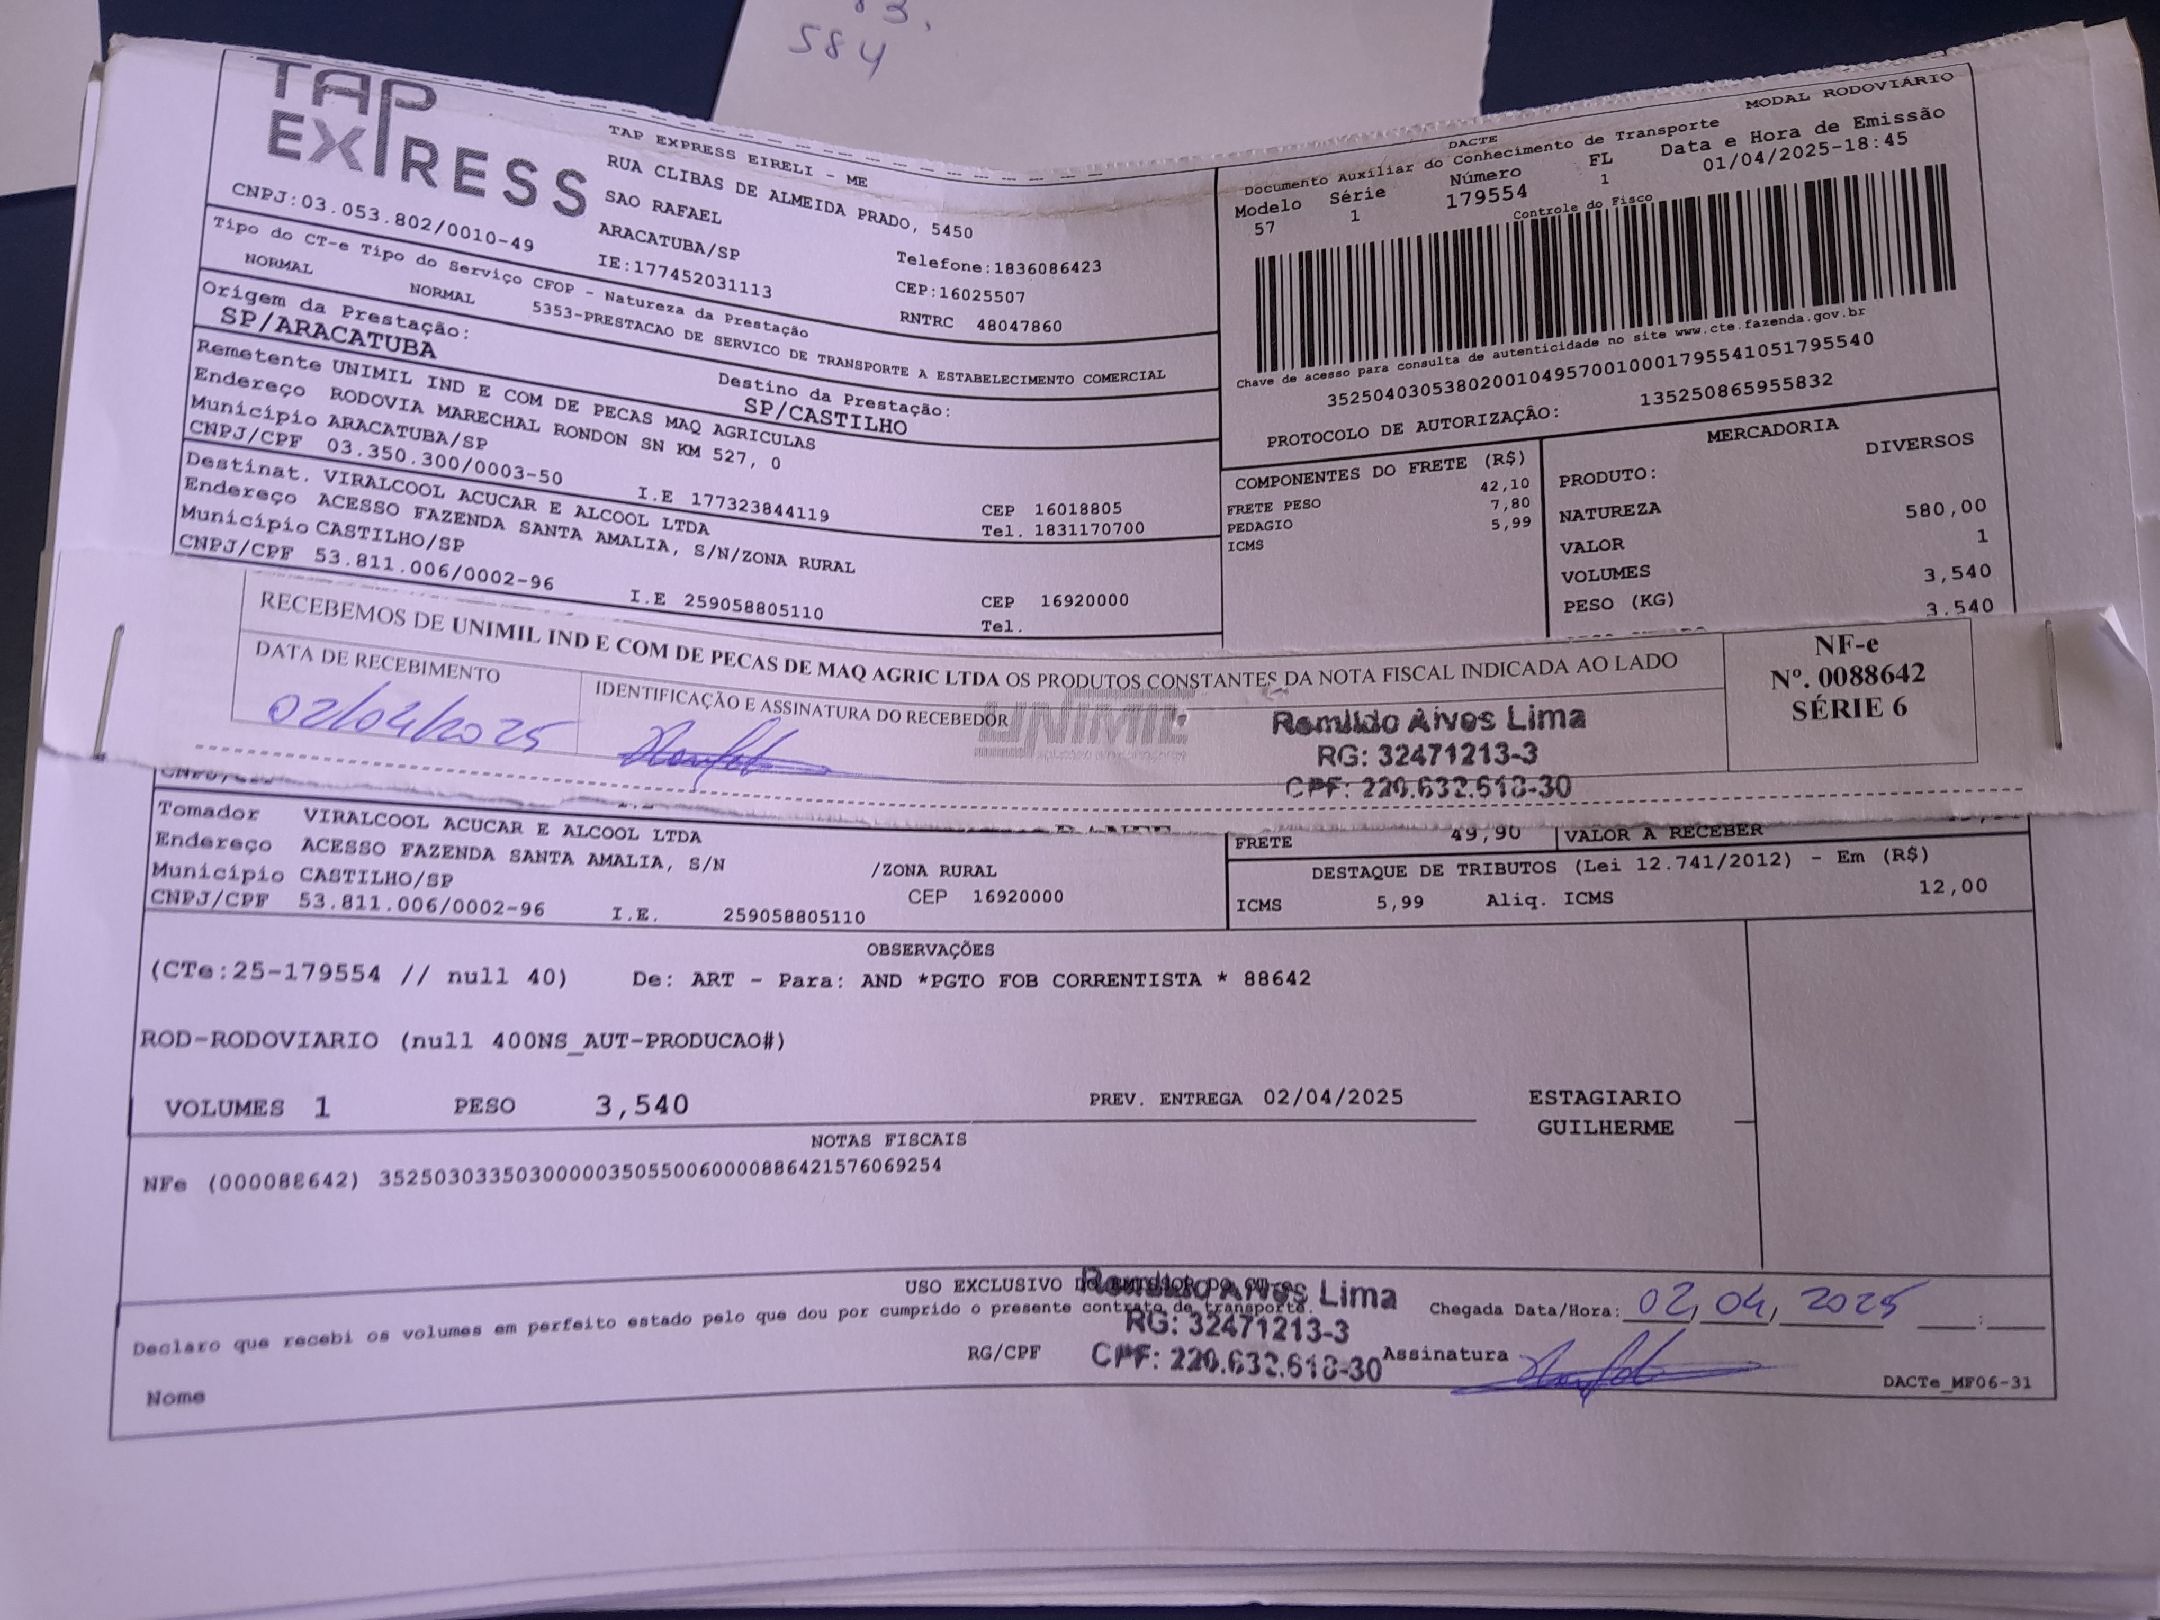 3.
584
TAP EXPRESS
CNPJ:03.053.802/0010-49
TAP EXPRESS EIRELI - ME
RUA CLIBAS DE ALMEIDA PRADO, 5450
SAO RAFAEL
ARACATUBA/SP
IE:177452031113
Telefone:1836086423
CEP:16025507
RNTRC 48047860
DACTE MODAL RODOVIÁRIO
Documento Auxiliar do Conhecimento de Transporte
Modelo Série Número FL Data e Hora de Emissão
57 1 179554 1 01/04/2025-18:45
Controle do Fisco
Chave de acesso para consulta de autenticidade no site www.cte.fazenda.gov.br
35250403053802001049570010001795541051795540
PROTOCOLO DE AUTORIZAÇÃO: 135250865955832
Tipo do CT-e Tipo do Serviço CFOP - Natureza da Prestação
NORMAL NORMAL 5353-PRESTACAO DE SERVICO DE TRANSPORTE A ESTABELECIMENTO COMERCIAL
Origem da Prestação: Destino da Prestação:
SP/ARACATUBA SP/CASTILHO
Remetente UNIMIL IND E COM DE PECAS MAQ AGRICULAS
Endereço RODOVIA MARECHAL RONDON SN KM 527, 0
Município ARACATUBA/SP CEP 16018805
CNPJ/CPF 03.350.300/0003-50 I.E 177323844119 Tel. 1831170700
Destinat. VIRALCOOL ACUCAR E ALCOOL LTDA
Endereço ACESSO FAZENDA SANTA AMALIA, S/N/ZONA RURAL
Município CASTILHO/SP CEP 16920000
CNPJ/CPF 53.811.006/0002-96 I.E 259058805110 Tel.
COMPONENTES DO FRETE (R$)
FRETE PESO 42,10
PEDAGIO 7,80
ICMS 5,99
MERCADORIA
PRODUTO: DIVERSOS
NATUREZA
VALOR 580,00
VOLUMES 1
PESO (KG) 3,540
3.540
RECEBEMOS DE UNIMIL IND E COM DE PECAS DE MAQ AGRIC LTDA OS PRODUTOS CONSTANTES DA NOTA FISCAL INDICADA AO LADO
DATA DE RECEBIMENTO IDENTIFICAÇÃO E ASSINATURA DO RECEBEDOR
02/04/2025
UNIMIL
Romildo Alves Lima
RG: 32471213-3
CPF: 220.632.618-30
NF-e
Nº. 0088642
SÉRIE 6
Tomador VIRALCOOL ACUCAR E ALCOOL LTDA
Endereço ACESSO FAZENDA SANTA AMALIA, S/N /ZONA RURAL
Município CASTILHO/SP CEP 16920000
CNPJ/CPF 53.811.006/0002-96 I.E. 259058805110
FRETE 49,90 VALOR A RECEBER
DESTAQUE DE TRIBUTOS (Lei 12.741/2012) - Em (R$)
ICMS 5,99 Aliq. ICMS 12,00
OBSERVAÇÕES
(CTe:25-179554 // null 40) De: ART - Para: AND *PGTO FOB CORRENTISTA * 88642
ROD-RODOVIARIO (null 400NS_AUT-PRODUCAO#)
VOLUMES 1 PESO 3,540 PREV. ENTREGA 02/04/2025 ESTAGIARIO
GUILHERME
NOTAS FISCAIS
NFe (000088642) 35250303350300000350550060000886421576069254
USO EXCLUSIVO DO EMISSOR DO CT-e
Declaro que recebi os volumes em perfeito estado pelo que dou por cumprido o presente contrato de transporte.
Romildo Alves Lima
RG: 32471213-3
CPF: 220.632.618-30
Chegada Data/Hora: 02, 04, 2025 :
RG/CPF Assinatura
Nome DACTe_MF06-31